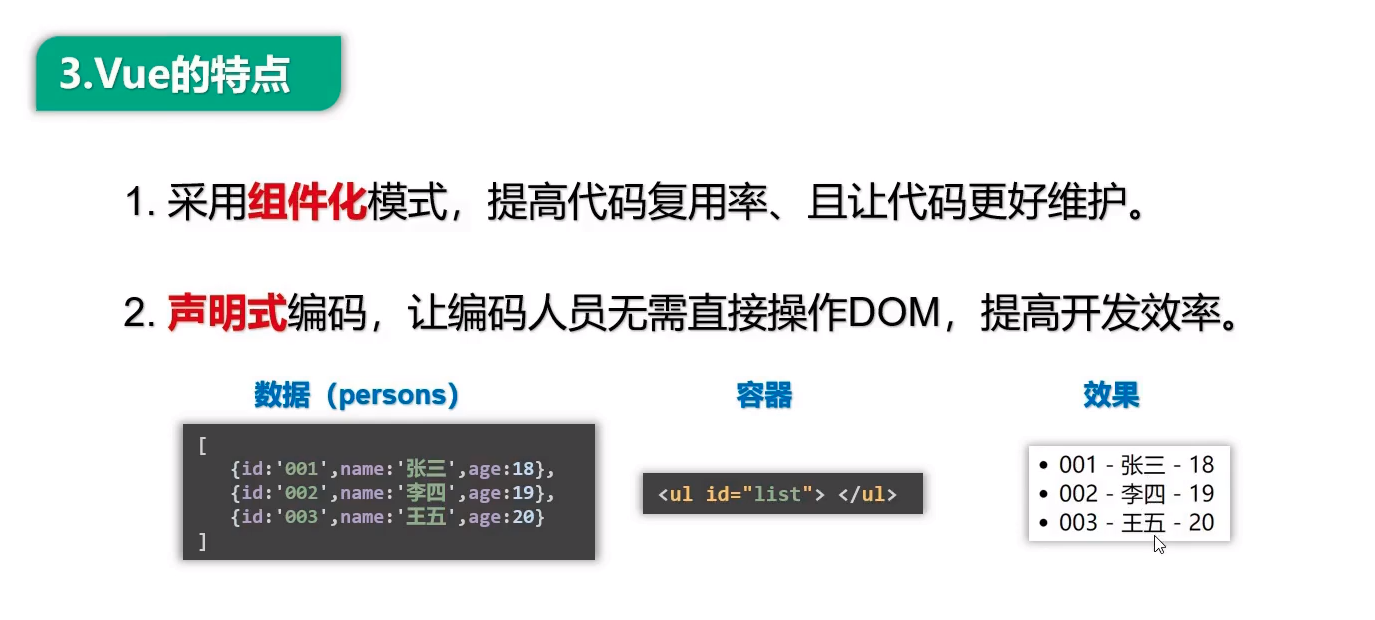 3.Vue的特点
1. 采用组件化模式，提高代码复用率、且让代码更好维护。
2. 声明式编码，让编码人员无需直接操作DOM，提高开发效率。
数据（persons）
[
{id:'001',name:'张三',age:18},
{id:'002',name:'李四',age:19},
{id:'003',name:'王五',age:20}
]
容器
<ul id="list"> </ul>
效果
• 001 - 张三 - 18
• 002 - 李四 - 19
• 003 - 王五 - 20